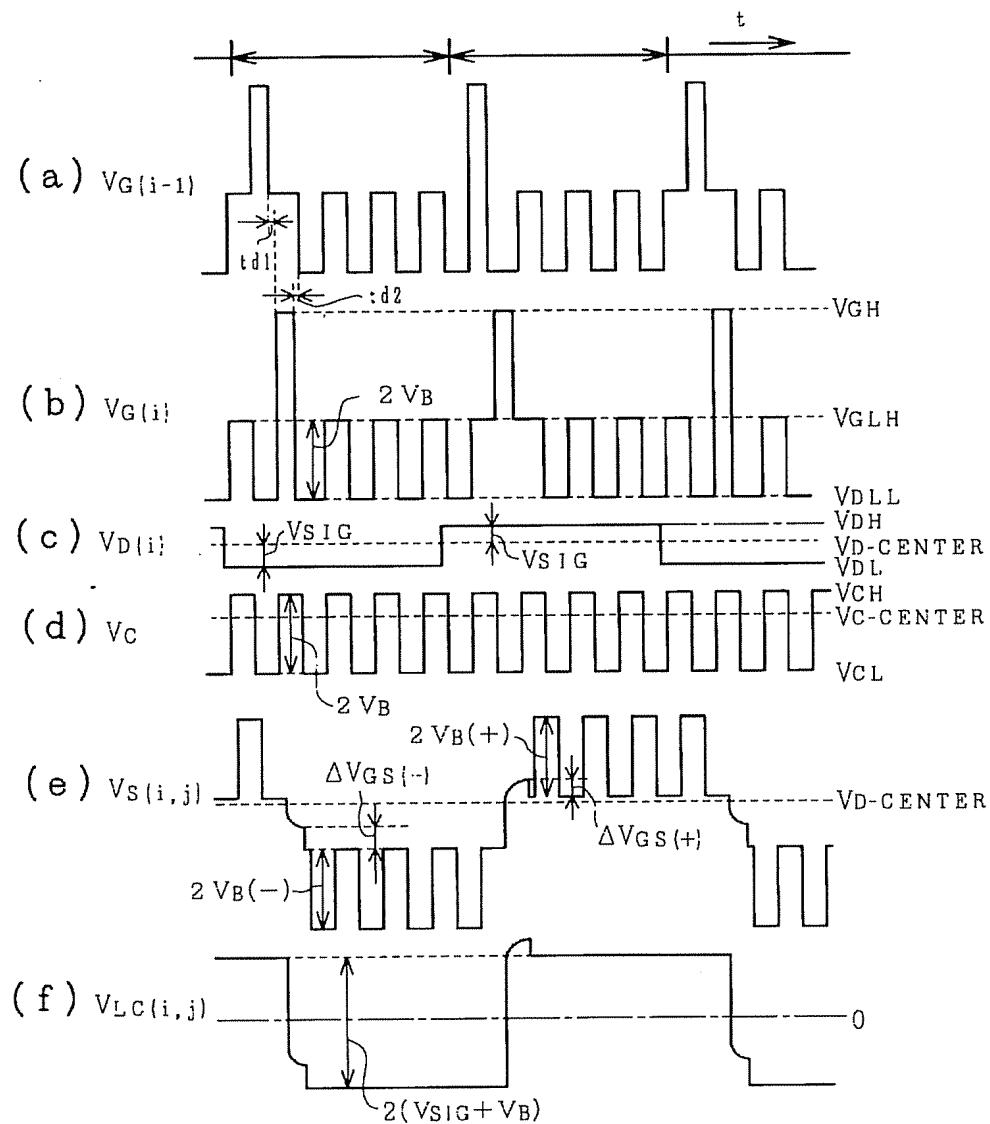 t
(a) VG(i-1)
td1
:d2
VGH
(b) VG(i)
2 VB
VGLH
VDLL
(c) VD(i)
VSIG
VSIG
VDH
VD-CENTER
VDL
(d) VC
VCH
VC-CENTER
VCL
2 VB
2 VB(+)
ΔVGS(-)
(e) VS(i,j)
VD-CENTER
ΔVGS(+)
2 VB(-)
(f) VLC(i,j)
0
2(VSIG+VB)